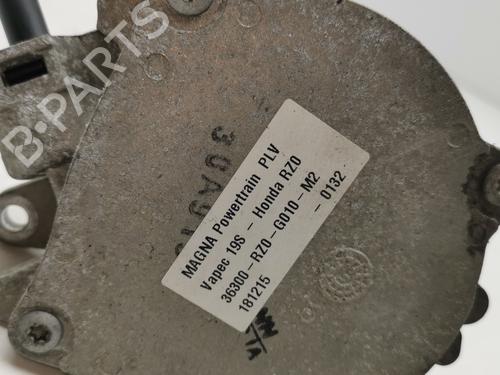 B-PARTS
MAGNA Powertrain PLV
Vapec 19S - Honda RZ0
36300-RZ0-G010-M2
181215 - 0132